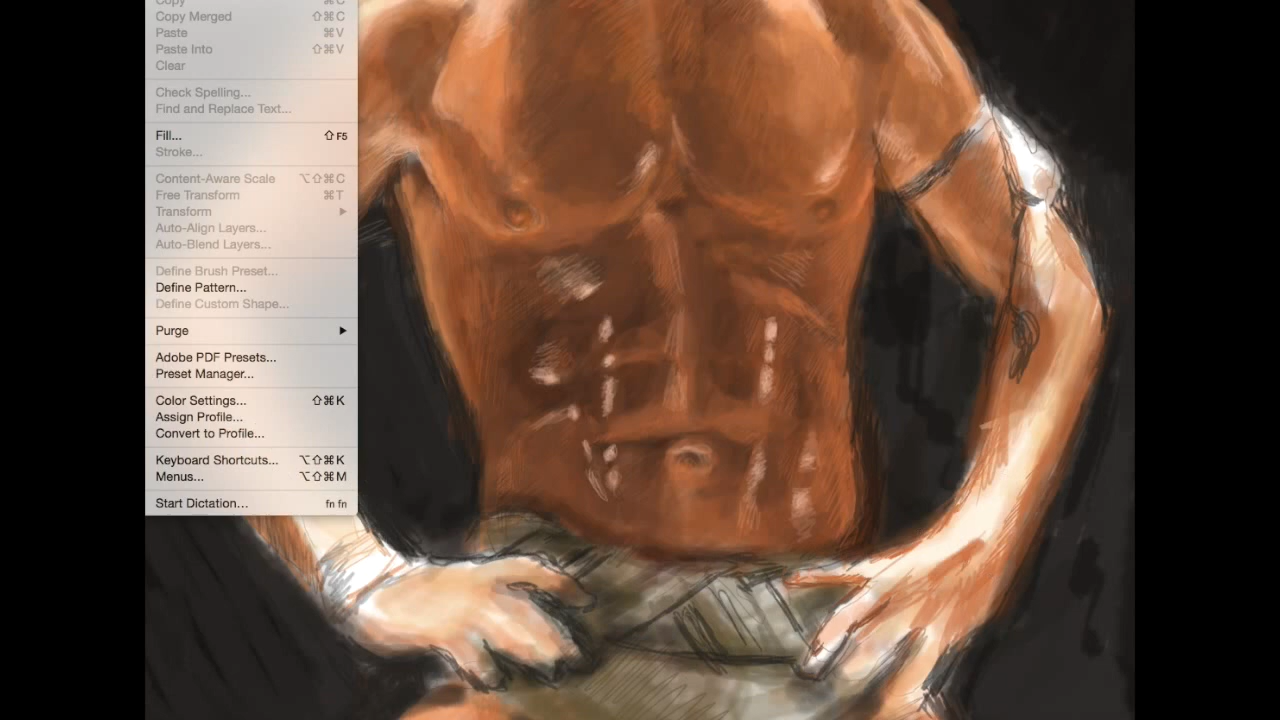 Copy ⌘C
Copy Merged ⇧⌘C
Paste ⌘V
Paste Into ⇧⌘V
Clear
Check Spelling...
Find and Replace Text...
Fill... ⇧F5
Stroke...
Content-Aware Scale ⌥⇧⌘C
Free Transform ⌘T
Transform ▶
Auto-Align Layers...
Auto-Blend Layers...
Define Brush Preset...
Define Pattern...
Define Custom Shape...
Purge ▶
Adobe PDF Presets...
Preset Manager...
Color Settings... ⇧⌘K
Assign Profile...
Convert to Profile...
Keyboard Shortcuts... ⌥⇧⌘K
Menus... ⌥⇧⌘M
Start Dictation... fn fn